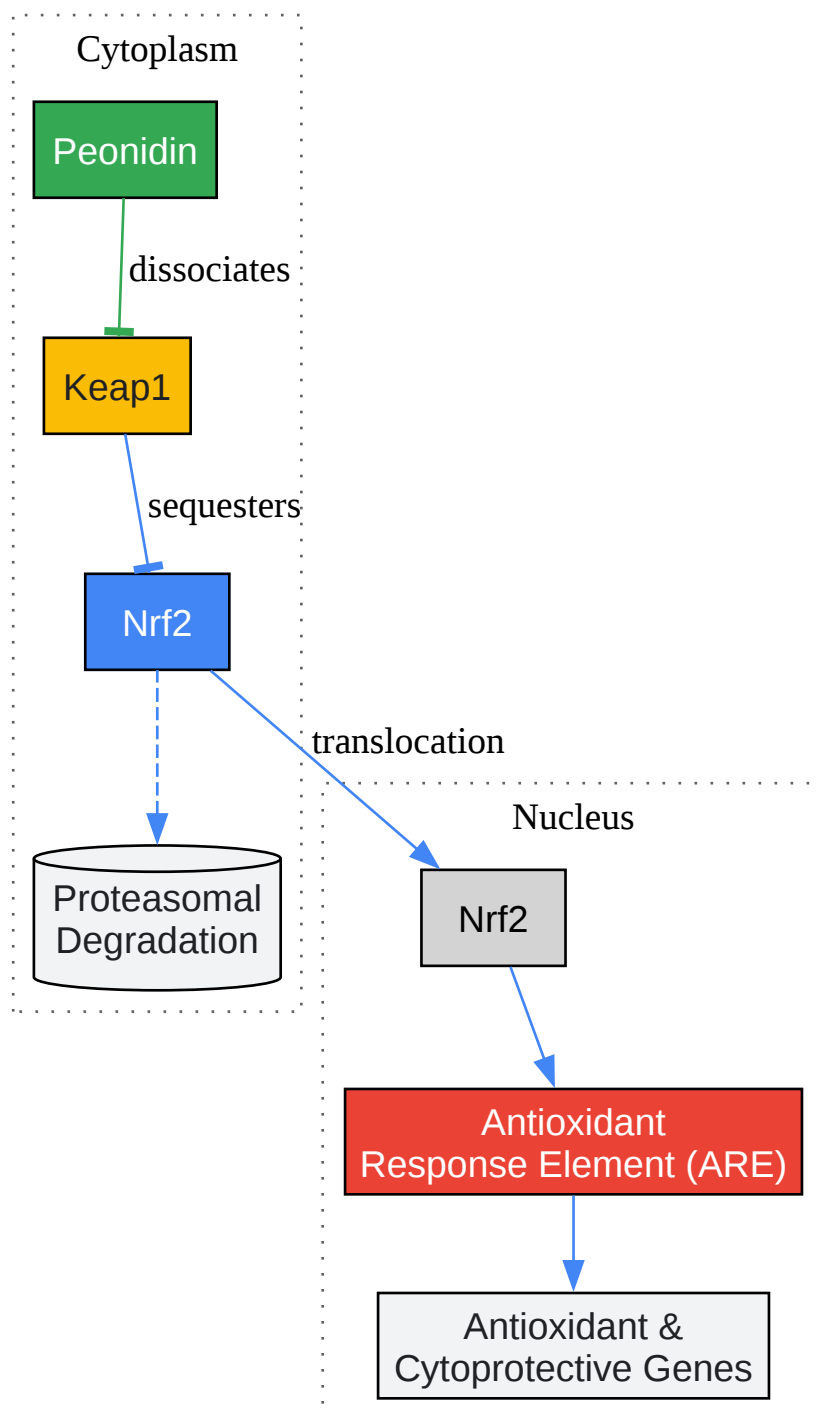 Cytoplasm
Peonidin
dissociates
Keap1
sequesters
Nrf2
translocation
Nucleus
Proteasomal
Degradation
Nrf2
Antioxidant
Response Element (ARE)
Antioxidant &
Cytoprotective Genes